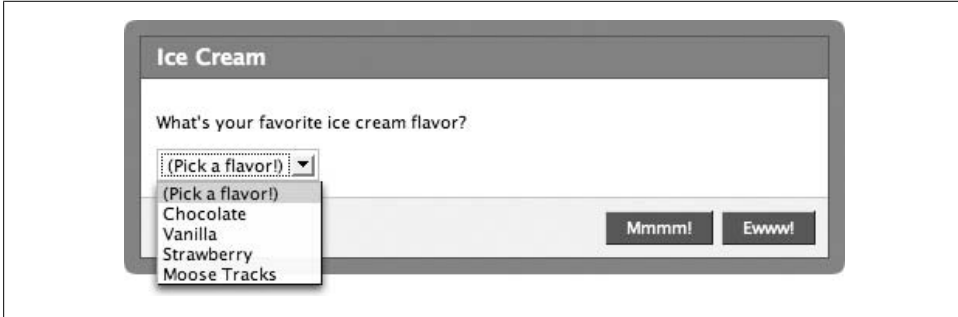 Ice Cream
What's your favorite ice cream flavor?
(Pick a flavor!)
(Pick a flavor!)
Chocolate
Vanilla
Strawberry
Moose Tracks
Mmmm! Ewww!